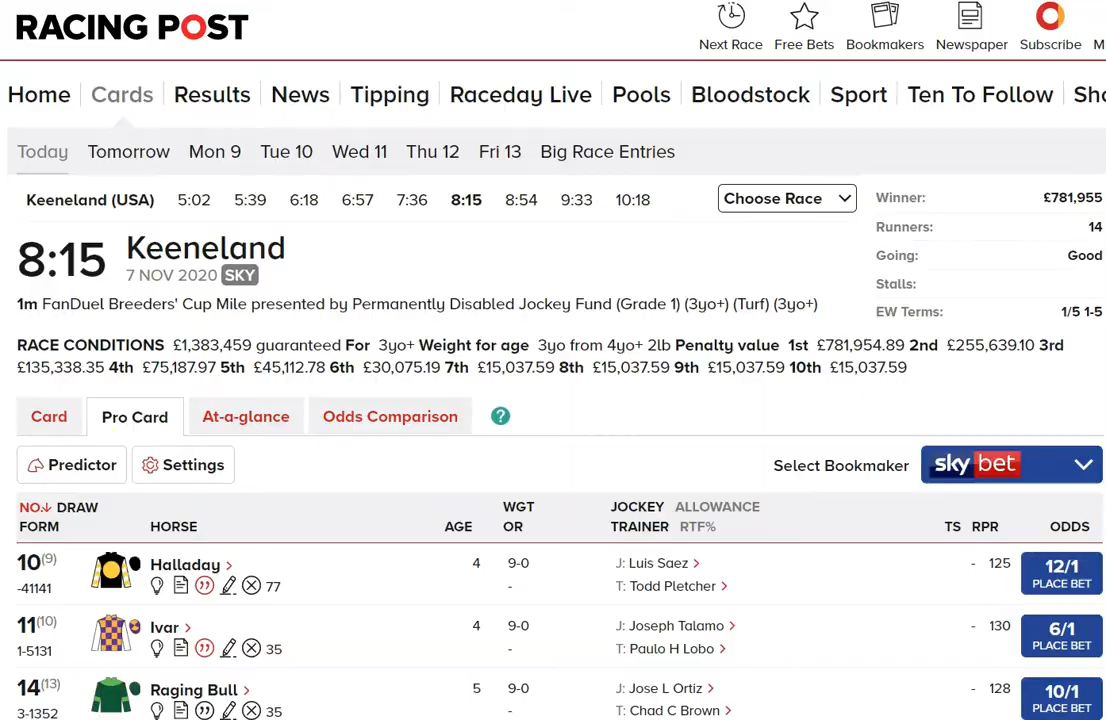 RACING POST
Next Race Free Bets Bookmakers Newspaper Subscribe M
Home Cards Results News Tipping Raceday Live Pools Bloodstock Sport Ten To Follow Sho
Today Tomorrow Mon 9 Tue 10 Wed 11 Thu 12 Fri 13 Big Race Entries
Keeneland (USA) 5:02 5:39 6:18 6:57 7:36 8:15 8:54 9:33 10:18 Choose Race
Winner: £781,955
Runners: 14
Going: Good
Stalls:
EW Terms: 1/5 1-5
8:15 Keeneland
7 NOV 2020 SKY
1m FanDuel Breeders' Cup Mile presented by Permanently Disabled Jockey Fund (Grade 1) (3yo+) (Turf) (3yo+)
RACE CONDITIONS £1,383,459 guaranteed For 3yo+ Weight for age 3yo from 4yo+ 2lb Penalty value 1st £781,954.89 2nd £255,639.10 3rd
£135,338.35 4th £75,187.97 5th £45,112.78 6th £30,075.19 7th £15,037.59 8th £15,037.59 9th £15,037.59 10th £15,037.59
Card Pro Card At-a-glance Odds Comparison ?
Predictor Settings Select Bookmaker sky bet
NO. DRAW WGT JOCKEY ALLOWANCE
FORM HORSE AGE OR TRAINER RTF% TS RPR ODDS
10(9) Halladay 4 9-0 J: Luis Saez - 125 12/1
-41141 77 - T: Todd Pletcher PLACE BET
11(10) Ivar 4 9-0 J: Joseph Talamo - 130 6/1
1-5131 35 - T: Paulo H Lobo PLACE BET
14(13) Raging Bull 5 9-0 J: Jose L Ortiz - 128 10/1
3-1352 35 - T: Chad C Brown PLACE BET